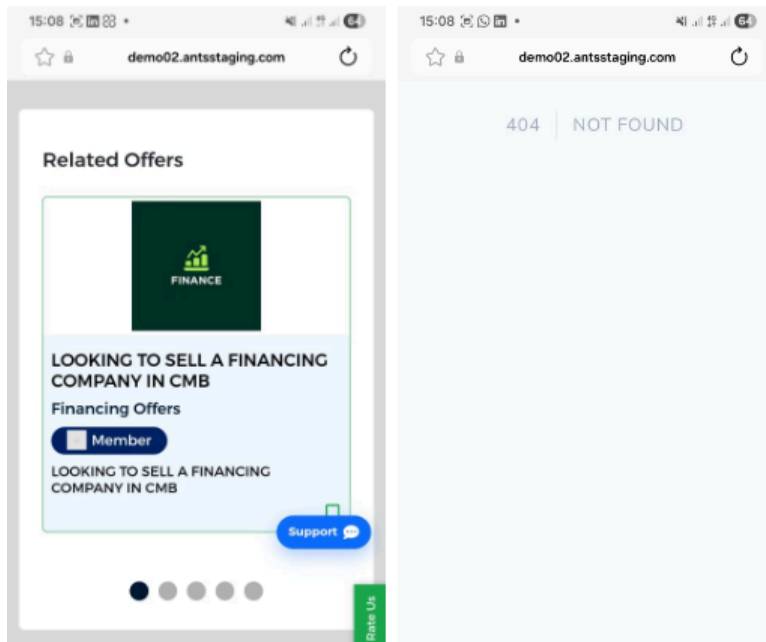 15:08
64
demo02.antsstaging.com
Related Offers
FINANCE
LOOKING TO SELL A FINANCING
COMPANY IN CMB
Financing Offers
Member
LOOKING TO SELL A FINANCING
COMPANY IN CMB
Support
Rate Us
15:08
64
demo02.antsstaging.com
404 NOT FOUND